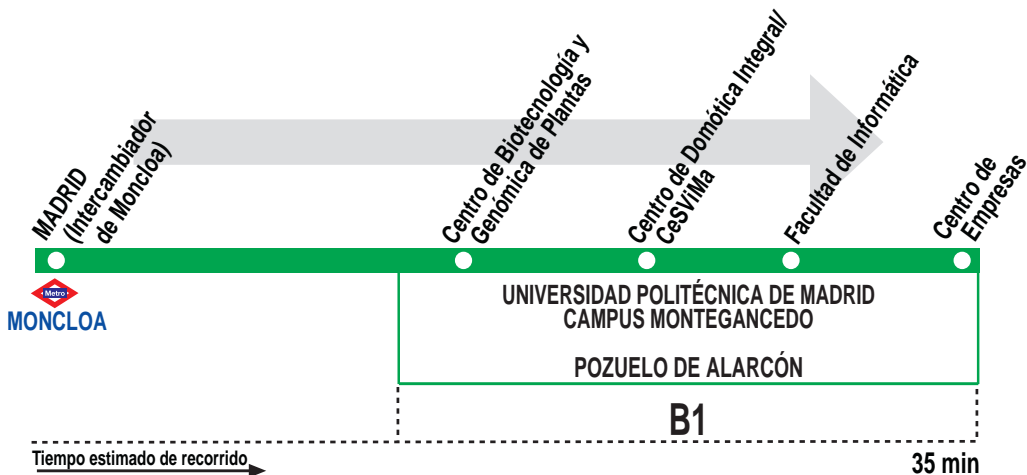 MADRID
(Intercambiador
de Moncloa)
Centro de Biotecnología y
Genómica de Plantas
Centro de Domótica Integral/
CeSViMa
Facultad de Informática
Centro de
Empresas
Metro
MONCLOA
UNIVERSIDAD POLITÉCNICA DE MADRID
CAMPUS MONTEGANCEDO
POZUELO DE ALARCÓN
B1
Tiempo estimado de recorrido
35 min